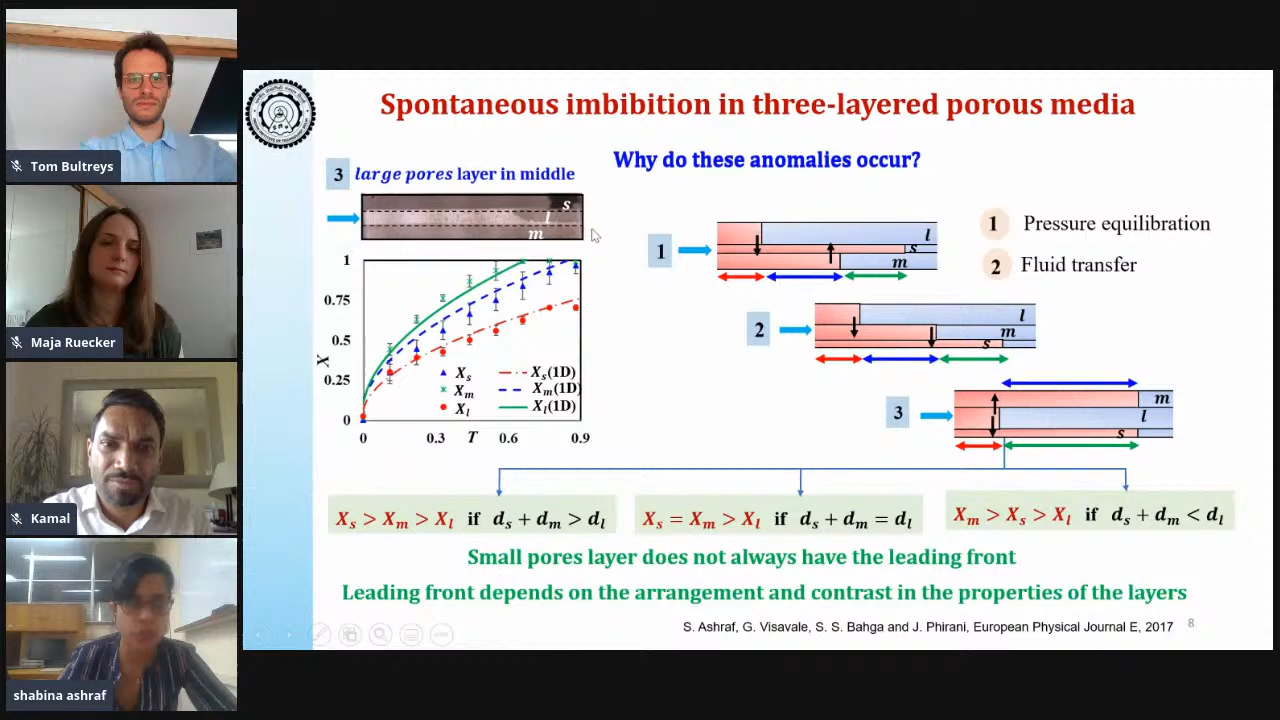 Tom Bultreys
Maja Ruecker
Kamal
shabina ashraf
Spontaneous imbibition in three-layered porous media
Why do these anomalies occur?
3 large pores layer in middle
s
l
m
1
0.75
0.5
0.25
0
X
0 0.3 T 0.6 0.9
Xₛ Xₛ(1D)
Xₘ Xₘ(1D)
Xₗ Xₗ(1D)
1
l
s
m
2
l
m
s
3
m
l
s
1 Pressure equilibration
2 Fluid transfer
Xₛ > Xₘ > Xₗ if dₛ + dₘ > dₗ
Xₛ = Xₘ > Xₗ if dₛ + dₘ = dₗ
Xₘ > Xₛ > Xₗ if dₛ + dₘ < dₗ
Small pores layer does not always have the leading front
Leading front depends on the arrangement and contrast in the properties of the layers
S. Ashraf, G. Visavale, S. S. Bahga and J. Phirani, European Physical Journal E, 2017
8